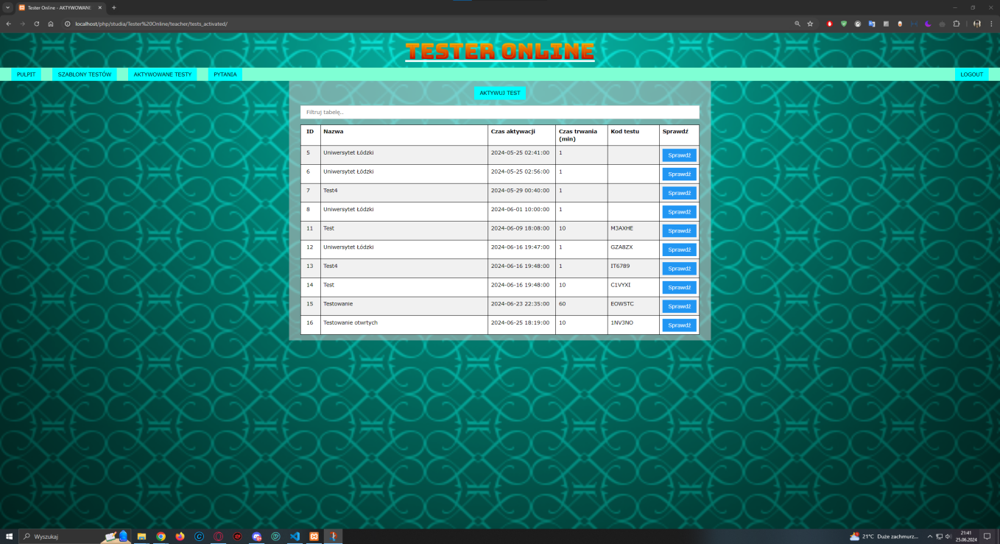 Tester Online - AKTYWOWANE
localhost/php/studia/Tester%20Online/teacher/tests_activated/
TESTER ONLINE
PULPIT SZABLONY TESTÓW AKTYWOWANE TESTY PYTANIA LOGOUT
AKTYWUJ TEST
Filtruj tabelę..
ID Nazwa Czas aktywacji Czas trwania (min) Kod testu Sprawdź
5 Uniwersytet Łódzki 2024-05-25 02:41:00 1 Sprawdź
6 Uniwersytet Łódzki 2024-05-25 02:56:00 1 Sprawdź
7 Test4 2024-05-29 00:40:00 1 Sprawdź
8 Uniwersytet Łódzki 2024-06-01 10:00:00 1 Sprawdź
11 Test 2024-06-09 18:08:00 10 M3AXHE Sprawdź
12 Uniwersytet Łódzki 2024-06-16 19:47:00 1 GZA8ZX Sprawdź
13 Test4 2024-06-16 19:48:00 1 IT6789 Sprawdź
14 Test 2024-06-16 19:48:00 10 C1VYXI Sprawdź
15 Testowanie 2024-06-23 22:35:00 60 EOW5TC Sprawdź
16 Testowanie otwrtych 2024-06-25 18:19:00 10 1NV3NO Sprawdź
Wyszukaj
21°C Duże zachmurz...
21:41
25.06.2024